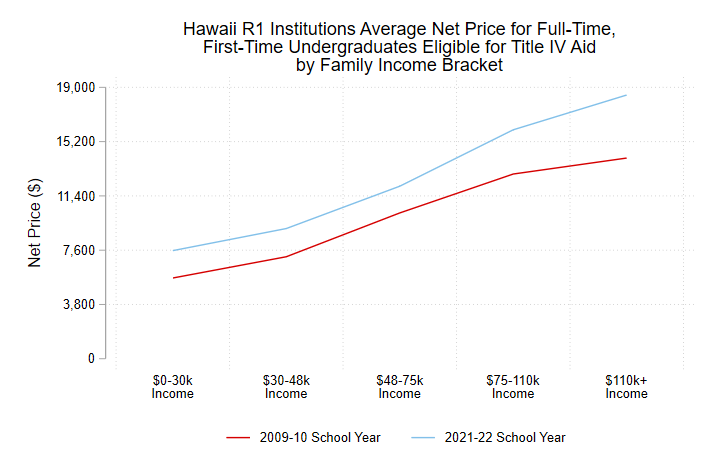 Hawaii R1 Institutions Average Net Price for Full-Time,
First-Time Undergraduates Eligible for Title IV Aid
by Family Income Bracket
Net Price ($)
19,000
15,200
11,400
7,600
3,800
0
$0-30k
Income
$30-48k
Income
$48-75k
Income
$75-110k
Income
$110k+
Income
2009-10 School Year
2021-22 School Year